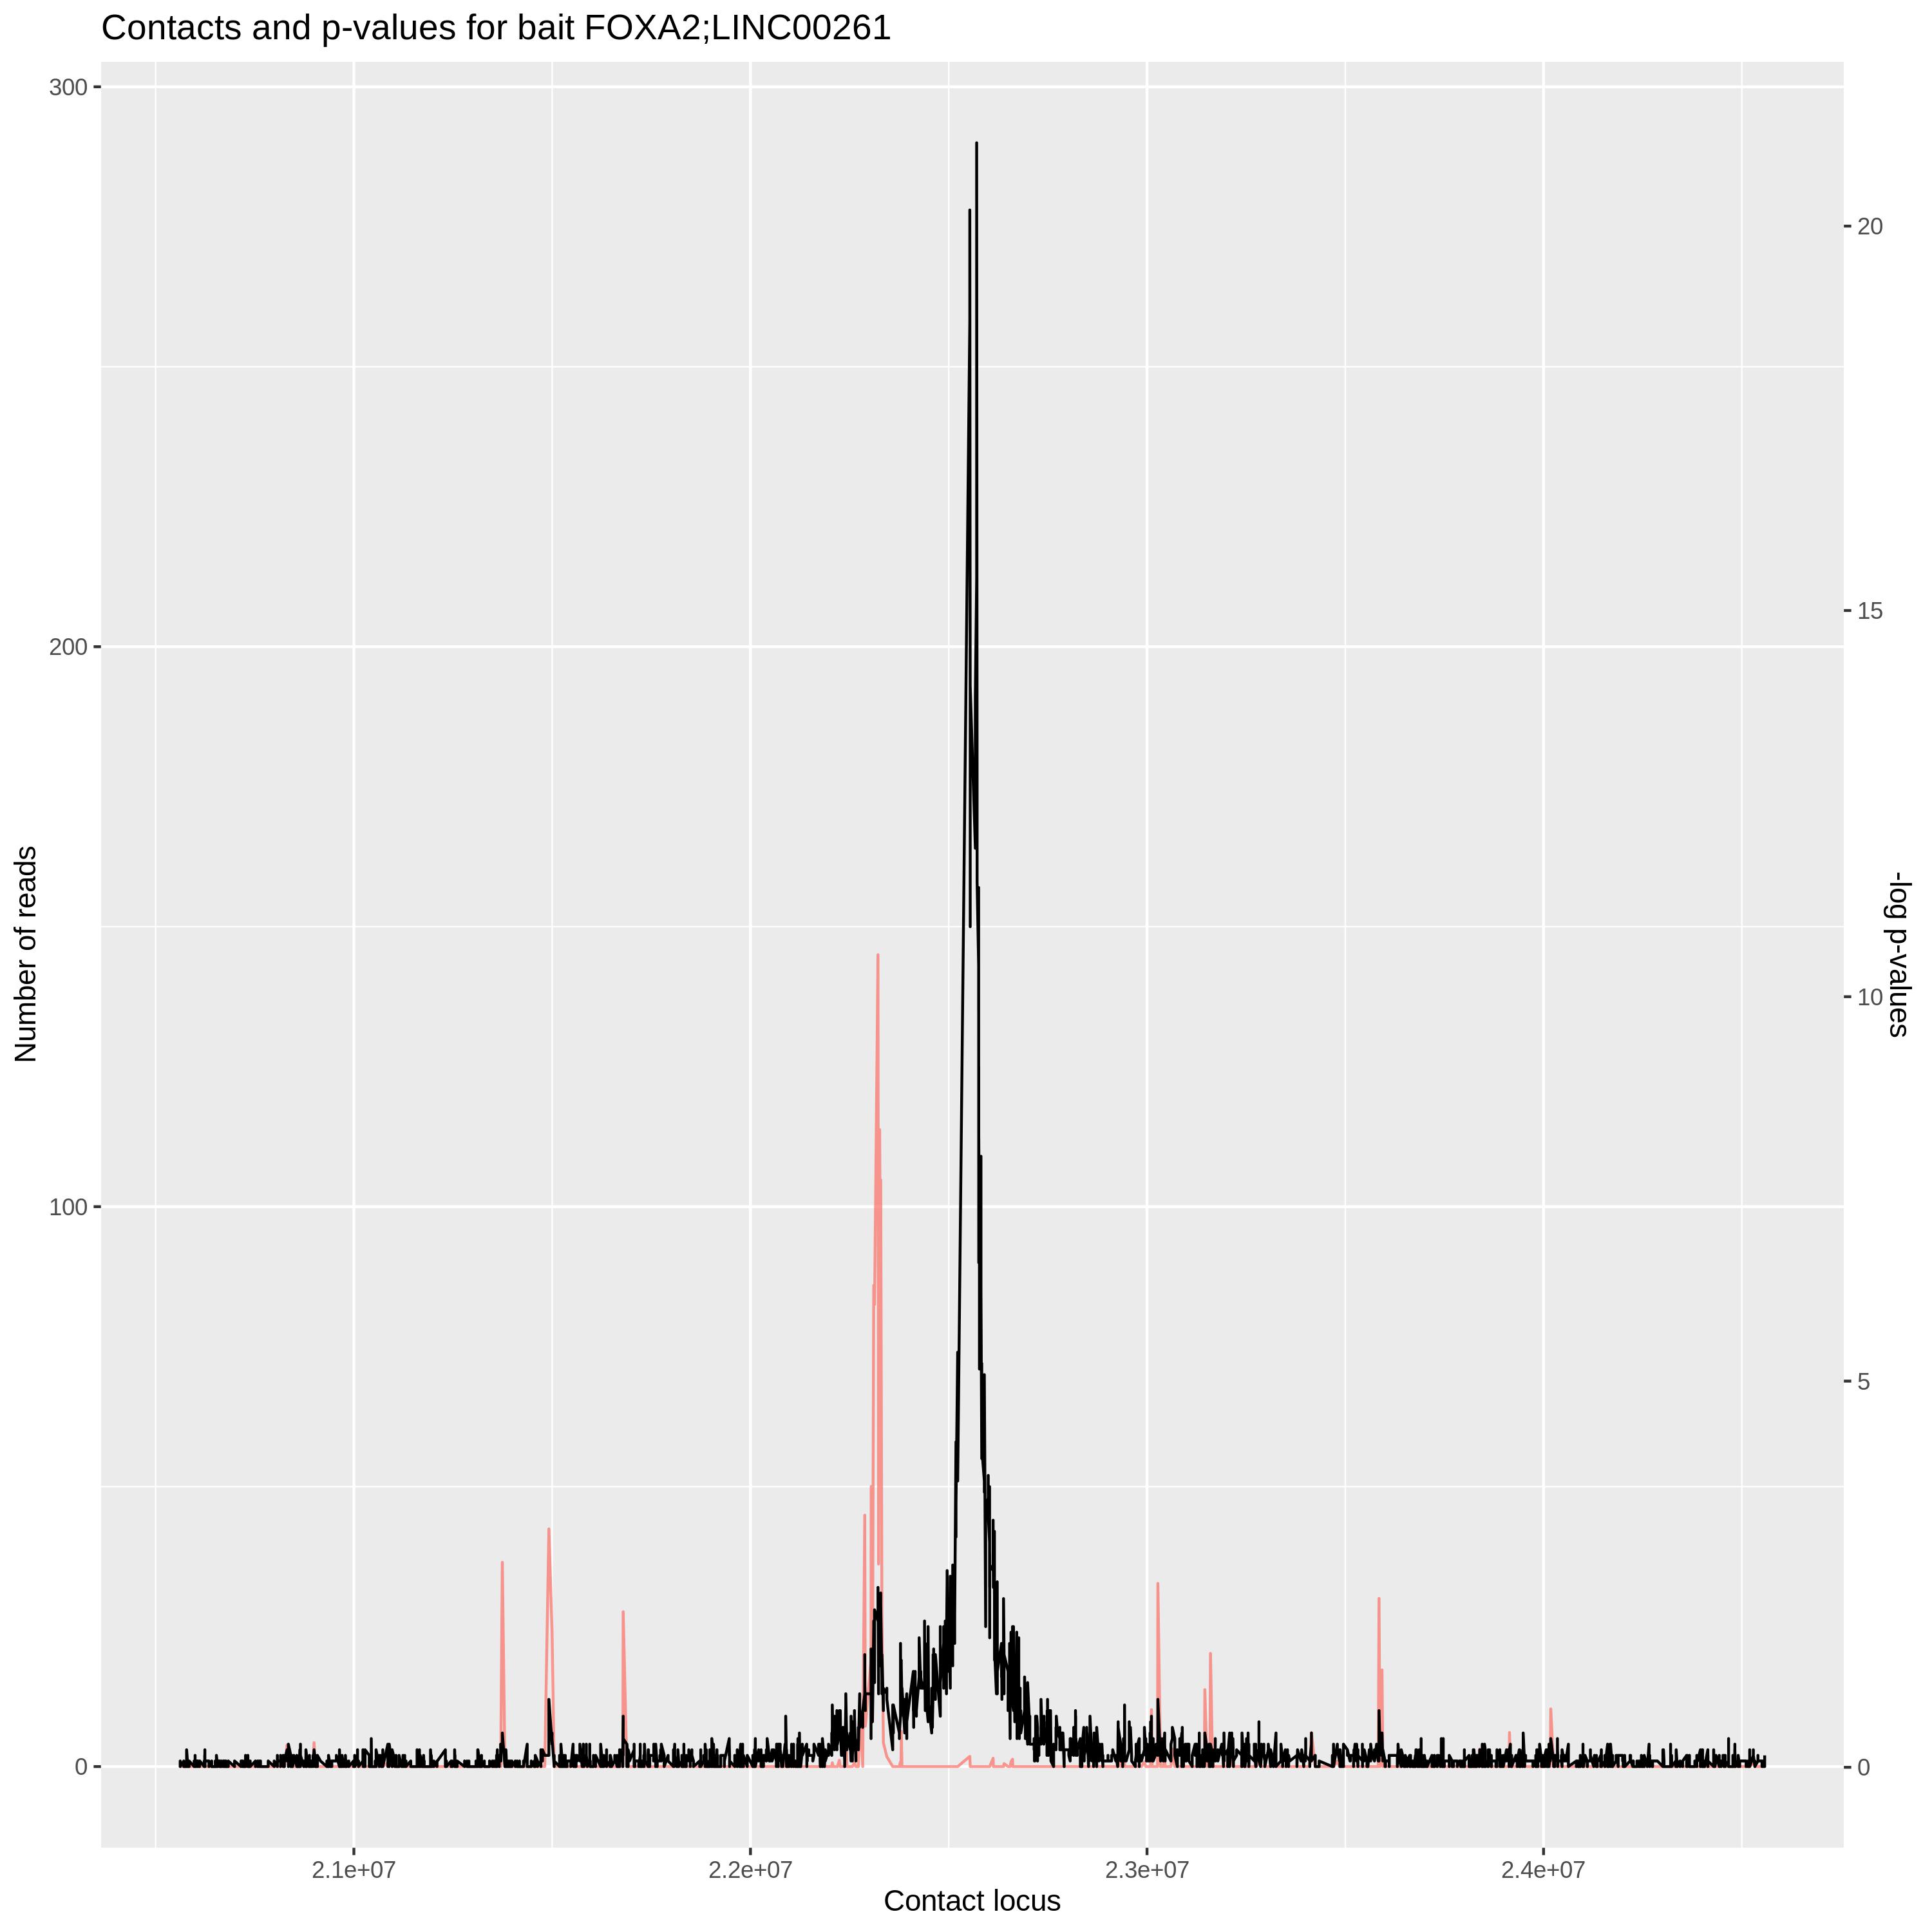 Contacts and p-values for bait FOXA2;LINC00261
300
200
100
0
Number of reads
20
15
10
5
0
-log p-values
2.1e+07 2.2e+07 2.3e+07 2.4e+07
Contact locus